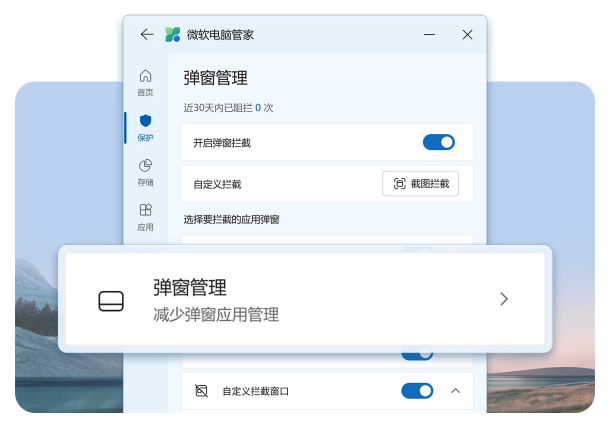 微软电脑管家
弹窗管理
首页
近30天内已阻拦 0 次
保护
开启弹窗拦截
存储
自定义拦截
截图拦截
应用
选择要拦截的应用弹窗
弹窗管理
减少弹窗应用管理
自定义拦截窗口